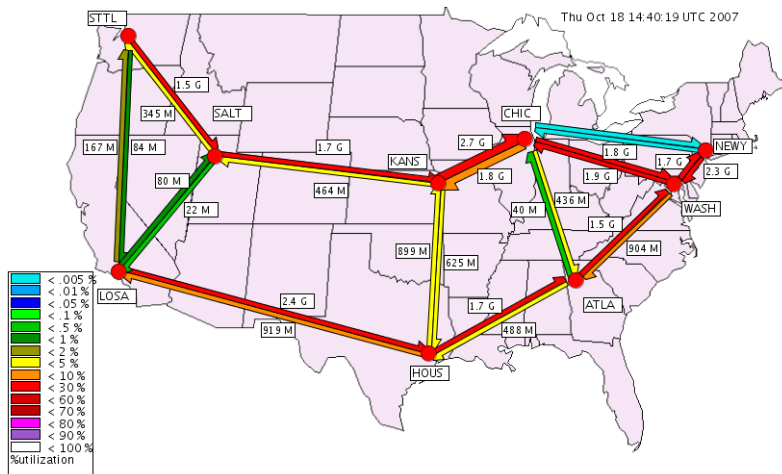 Thu Oct 18 14:40:19 UTC 2007
STTL
1.5 G
345 M
SALT
167 M
84 M
80 M
22 M
1.7 G
464 M
KANS
CHIC
2.7 G
1.8 G
1.8 G
1.9 G
NEWY
1.7 G
2.3 G
WASH
40 M
436 M
1.5 G
904 M
899 M
625 M
ATLA
1.7 G
488 M
HOUS
2.4 G
919 M
LOSA
< .005 %
< .01 %
< .05 %
< .1 %
< .5 %
< 1 %
< 2 %
< 5 %
< 10 %
< 30 %
< 60 %
< 70 %
< 80 %
< 90 %
< 100 %
%utilization